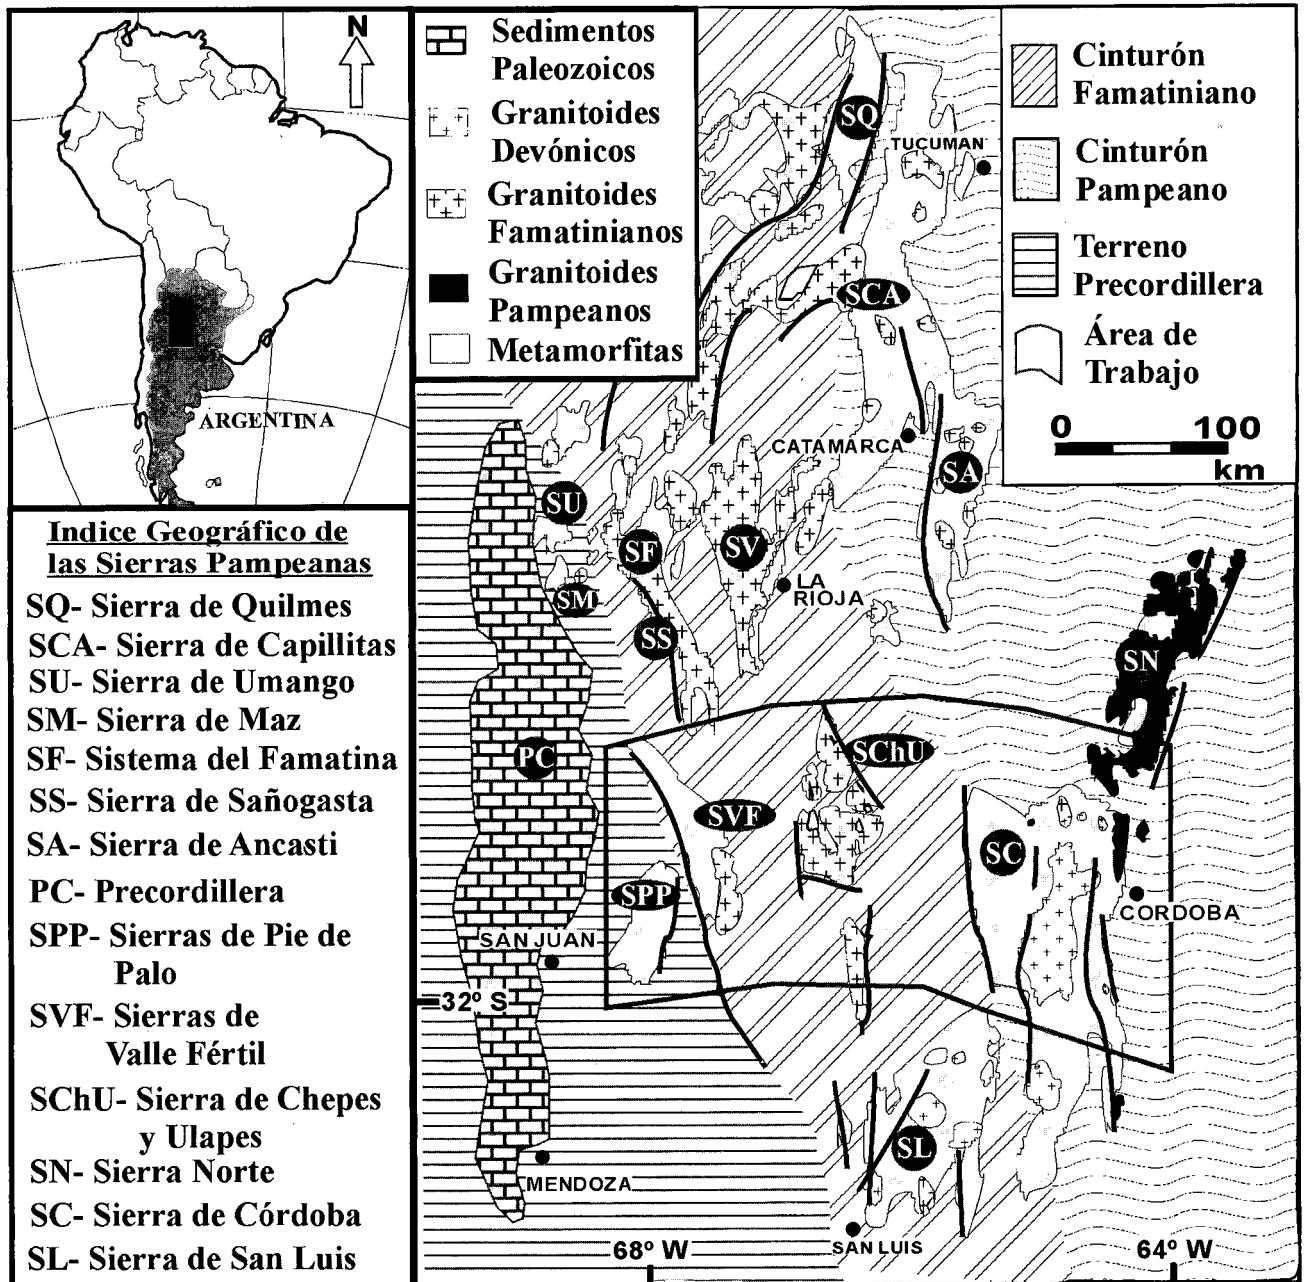 N
ARGENTINA
Sedimentos
Paleozoicos
Granitoides
Devónicos
Granitoides
Famatinianos
Granitoides
Pampeanos
Metamorfitas
Cinturón
Famatiniano
Cinturón
Pampeano
Terreno
Precordillera
Área de
Trabajo
0 100
km
Indice Geográfico de
las Sierras Pampeanas
SQ- Sierra de Quilmes
SCA- Sierra de Capillitas
SU- Sierra de Umango
SM- Sierra de Maz
SF- Sistema del Famatina
SS- Sierra de Sañogasta
SA- Sierra de Ancasti
PC- Precordillera
SPP- Sierras de Pie de
Palo
SVF- Sierras de
Valle Fértil
SChU- Sierra de Chepes
y Ulapes
SN- Sierra Norte
SC- Sierra de Córdoba
SL- Sierra de San Luis
SQ
TUCUMAN
SCA
CATAMARCA
SA
SU
SF
SV
SM
LA
RIOJA
SS
SN
PC
SChU
SVF
SC
SPP
CORDOBA
SAN JUAN
32º S
SL
MENDOZA
SAN LUIS
68º W
64º W